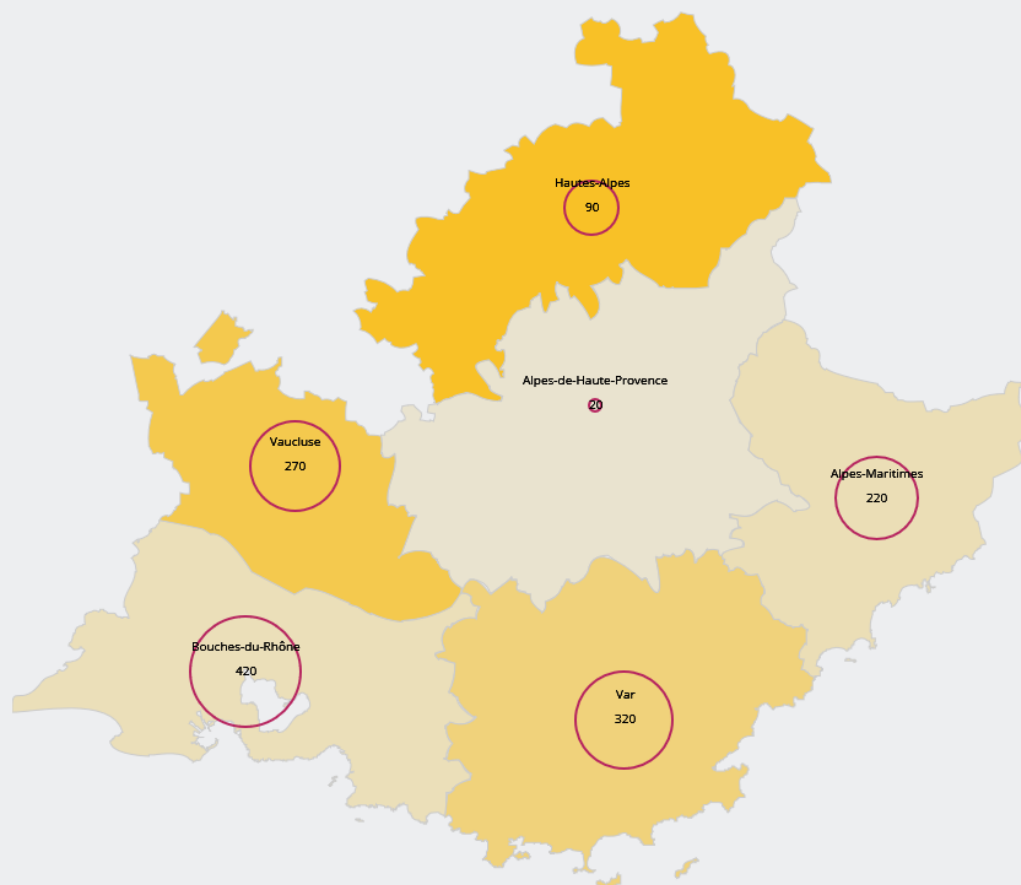 Hautes-Alpes
90
Alpes-de-Haute-Provence
20
Vaucluse
270
Alpes-Maritimes
220
Bouches-du-Rhône
420
Var
320